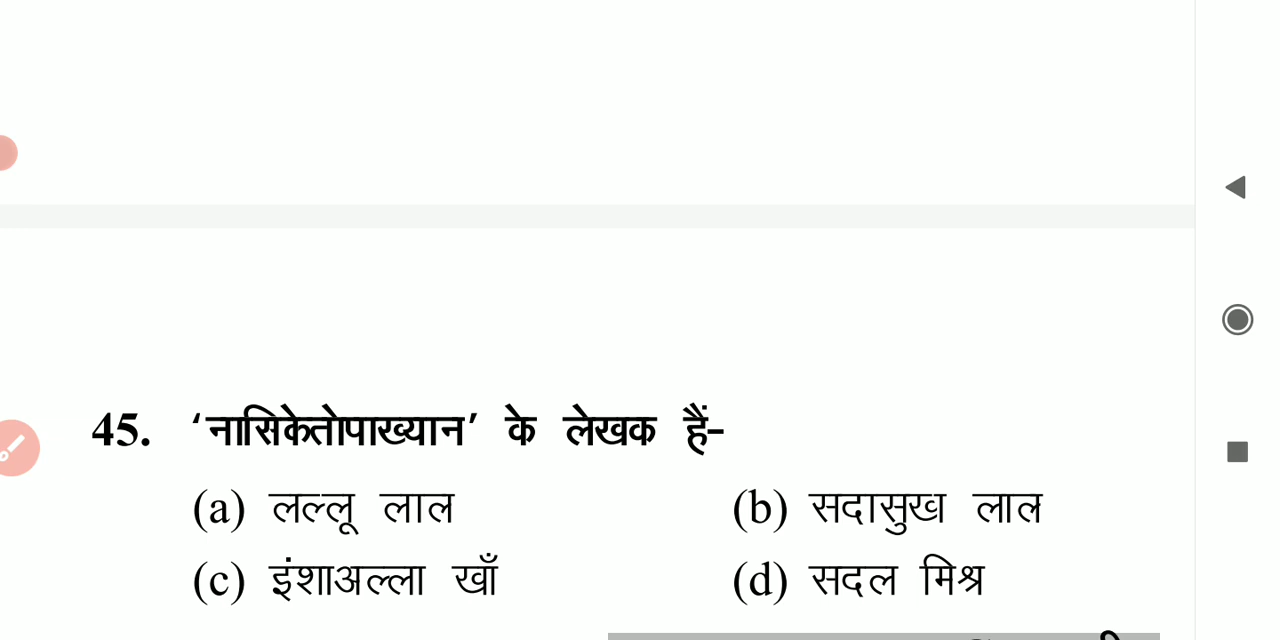 45. ‘नासिकेतोपाख्यान’ के लेखक हैं-
(a) लल्लू लाल (b) सदासुख लाल
(c) इंशाअल्ला खाँ (d) सदल मिश्र